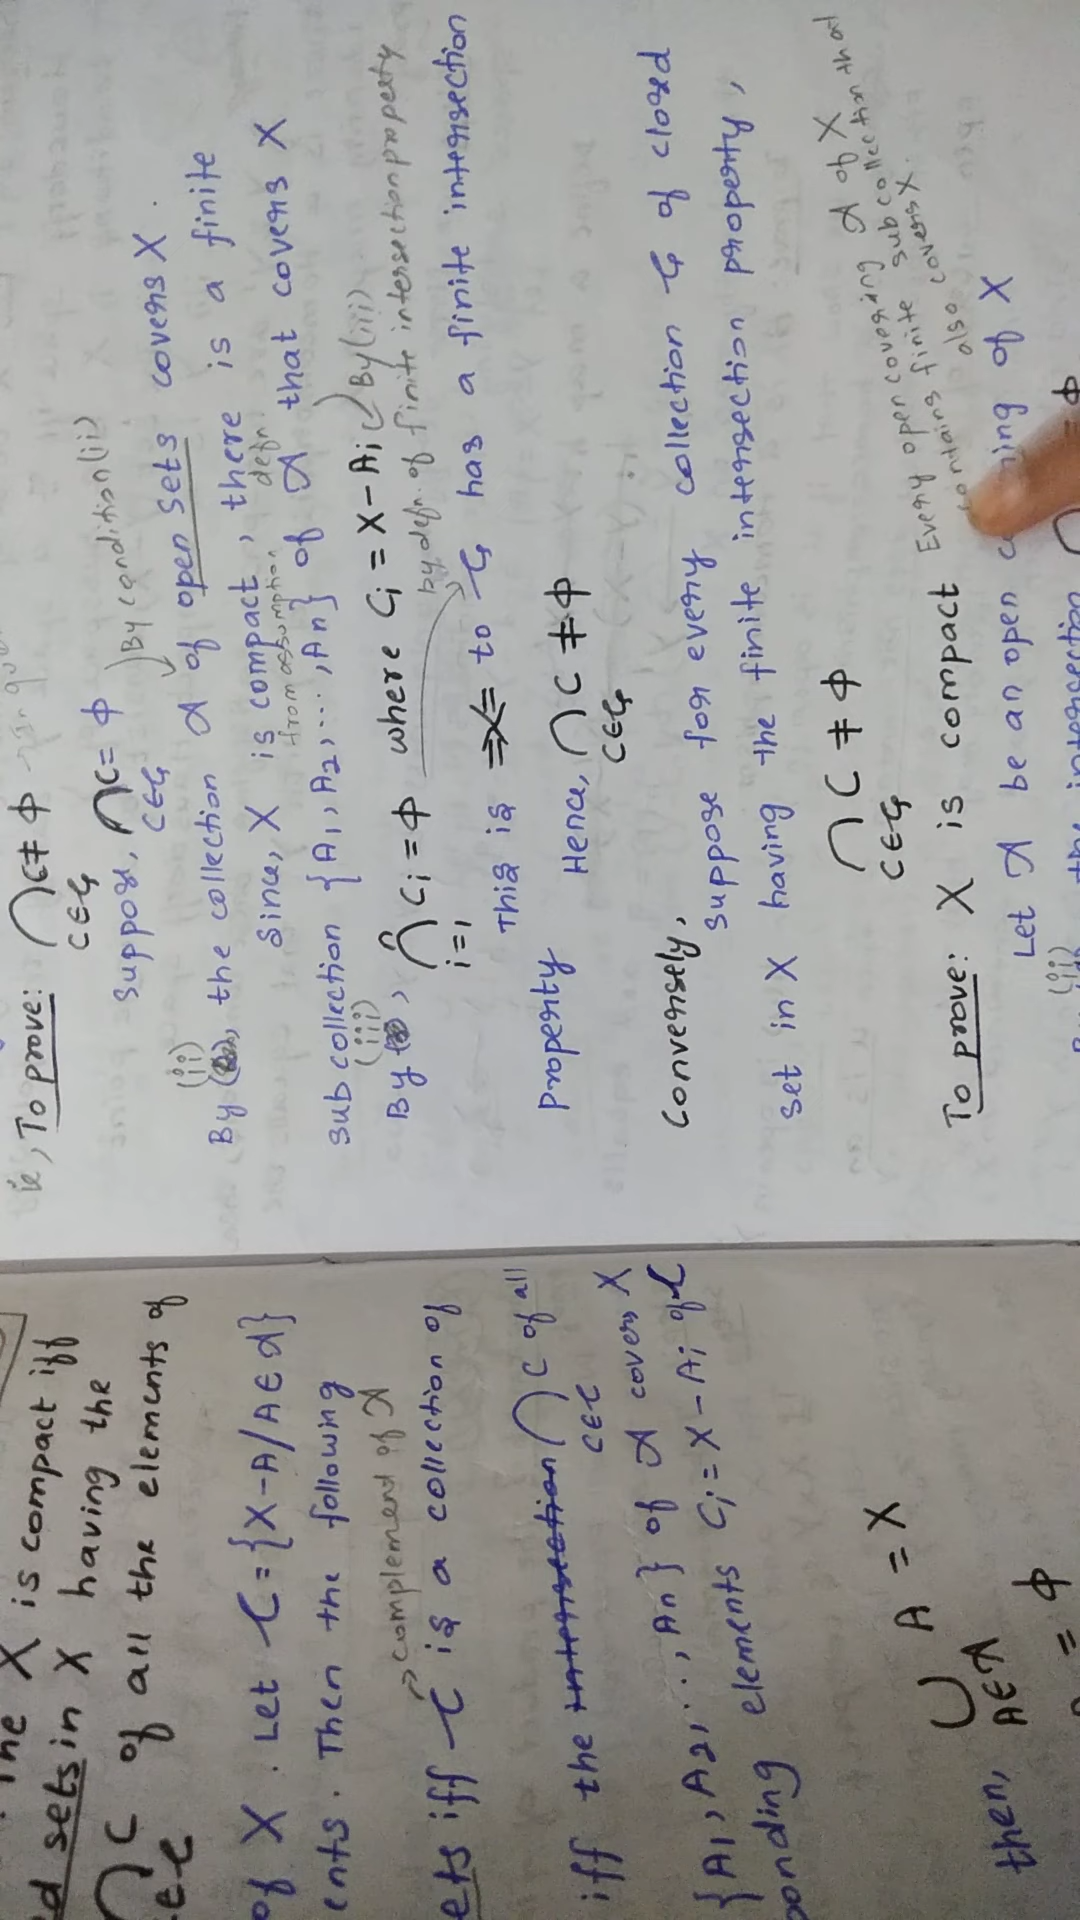 The X is compact iff
d sets in X having the
∩ C of all the elements of
∈ C
of X. Let C = {X-A/A∈A}
ents. Then the following
→ complement of A
ets iff C is a collection of
iff the intersection ∩ C of all
C∈C
{A1, A2, ..., An} of A covers X
ponding elements Ci = X - Ai of C
∪ A = X
A∈A
then,
= ϕ
ie, To prove: ∩ C ≠ ϕ
C∈G
Suppose, ∩ C = ϕ
C∈G
) By condition (ii)
(ii)
By , the collection A of open sets covers X.
Since, X is compact, there is a finite
from assumption defn.
Sub collection {A1, A2, ..., An} of A that covers X
(iii)
By , ∩ Ci = ϕ where Ci = X - Ai ) By (iii)
n
i=1
by defn. of finite intersection property
This is ⇒⇐ to G has a finite intersection
Property Hence, ∩ C ≠ ϕ
C∈G
Conversely,
Suppose for every collection G of closed
Set in X having the finite intersection property,
∩ C ≠ ϕ
C∈G
To prove: X is compact
Every open covering A of X
contains finite subcollection that
also covers X.
Let A be an open covering of X
(ii)
the intersection
= ϕ